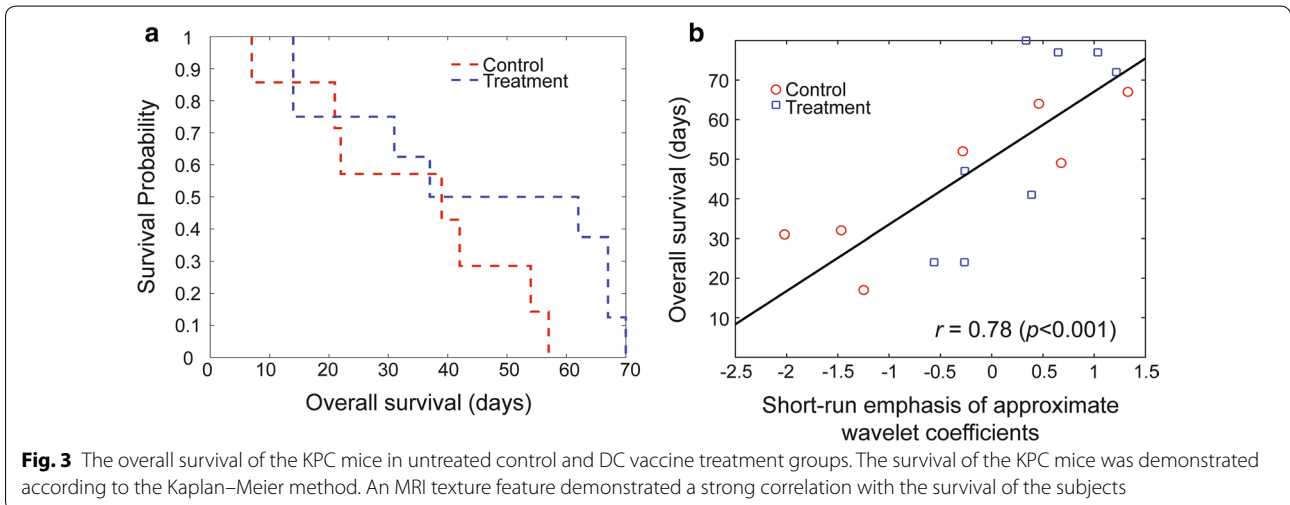 a
1
0.9
0.8
0.7
0.6
0.5
0.4
0.3
0.2
0.1
0
Survival Probability
Control
Treatment
0 10 20 30 40 50 60 70
Overall survival (days)
b
70
60
50
40
30
20
10
Overall survival (days)
Control
Treatment
r = 0.78 (p<0.001)
-2.5 -2 -1.5 -1 -0.5 0 0.5 1 1.5
Short-run emphasis of approximate
wavelet coefficients
Fig. 3 The overall survival of the KPC mice in untreated control and DC vaccine treatment groups. The survival of the KPC mice was demonstrated
according to the Kaplan–Meier method. An MRI texture feature demonstrated a strong correlation with the survival of the subjects